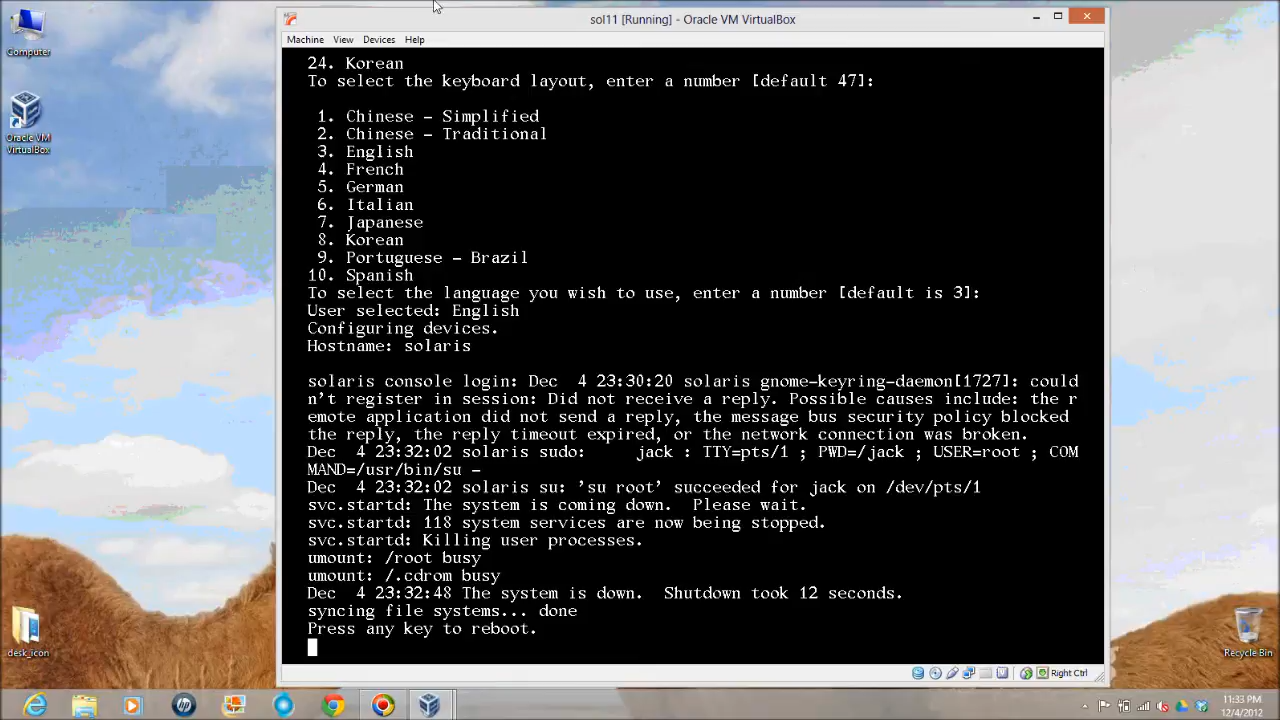 Computer
Oracle VM
VirtualBox
desk_icon
Recycle Bin
sol11 [Running] - Oracle VM VirtualBox
Machine View Devices Help
24. Korean
To select the keyboard layout, enter a number [default 47]:
1. Chinese - Simplified
2. Chinese - Traditional
3. English
4. French
5. German
6. Italian
7. Japanese
8. Korean
9. Portuguese - Brazil
10. Spanish
To select the language you wish to use, enter a number [default is 3]:
User selected: English
Configuring devices.
Hostname: solaris
solaris console login: Dec  4 23:30:20 solaris gnome-keyring-daemon[1727]: could
n't register in session: Did not receive a reply. Possible causes include: the r
emote application did not send a reply, the message bus security policy blocked
the reply, the reply timeout expired, or the network connection was broken.
Dec  4 23:32:02 solaris sudo:     jack : TTY=pts/1 ; PWD=/jack ; USER=root ; COM
MAND=/usr/bin/su -
Dec  4 23:32:02 solaris su: 'su root' succeeded for jack on /dev/pts/1
svc.startd: The system is coming down.  Please wait.
svc.startd: 118 system services are now being stopped.
svc.startd: Killing user processes.
umount: /root busy
umount: /.cdrom busy
Dec  4 23:32:48 The system is down.  Shutdown took 12 seconds.
syncing file systems... done
Press any key to reboot.
Right Ctrl
11:33 PM
12/4/2012